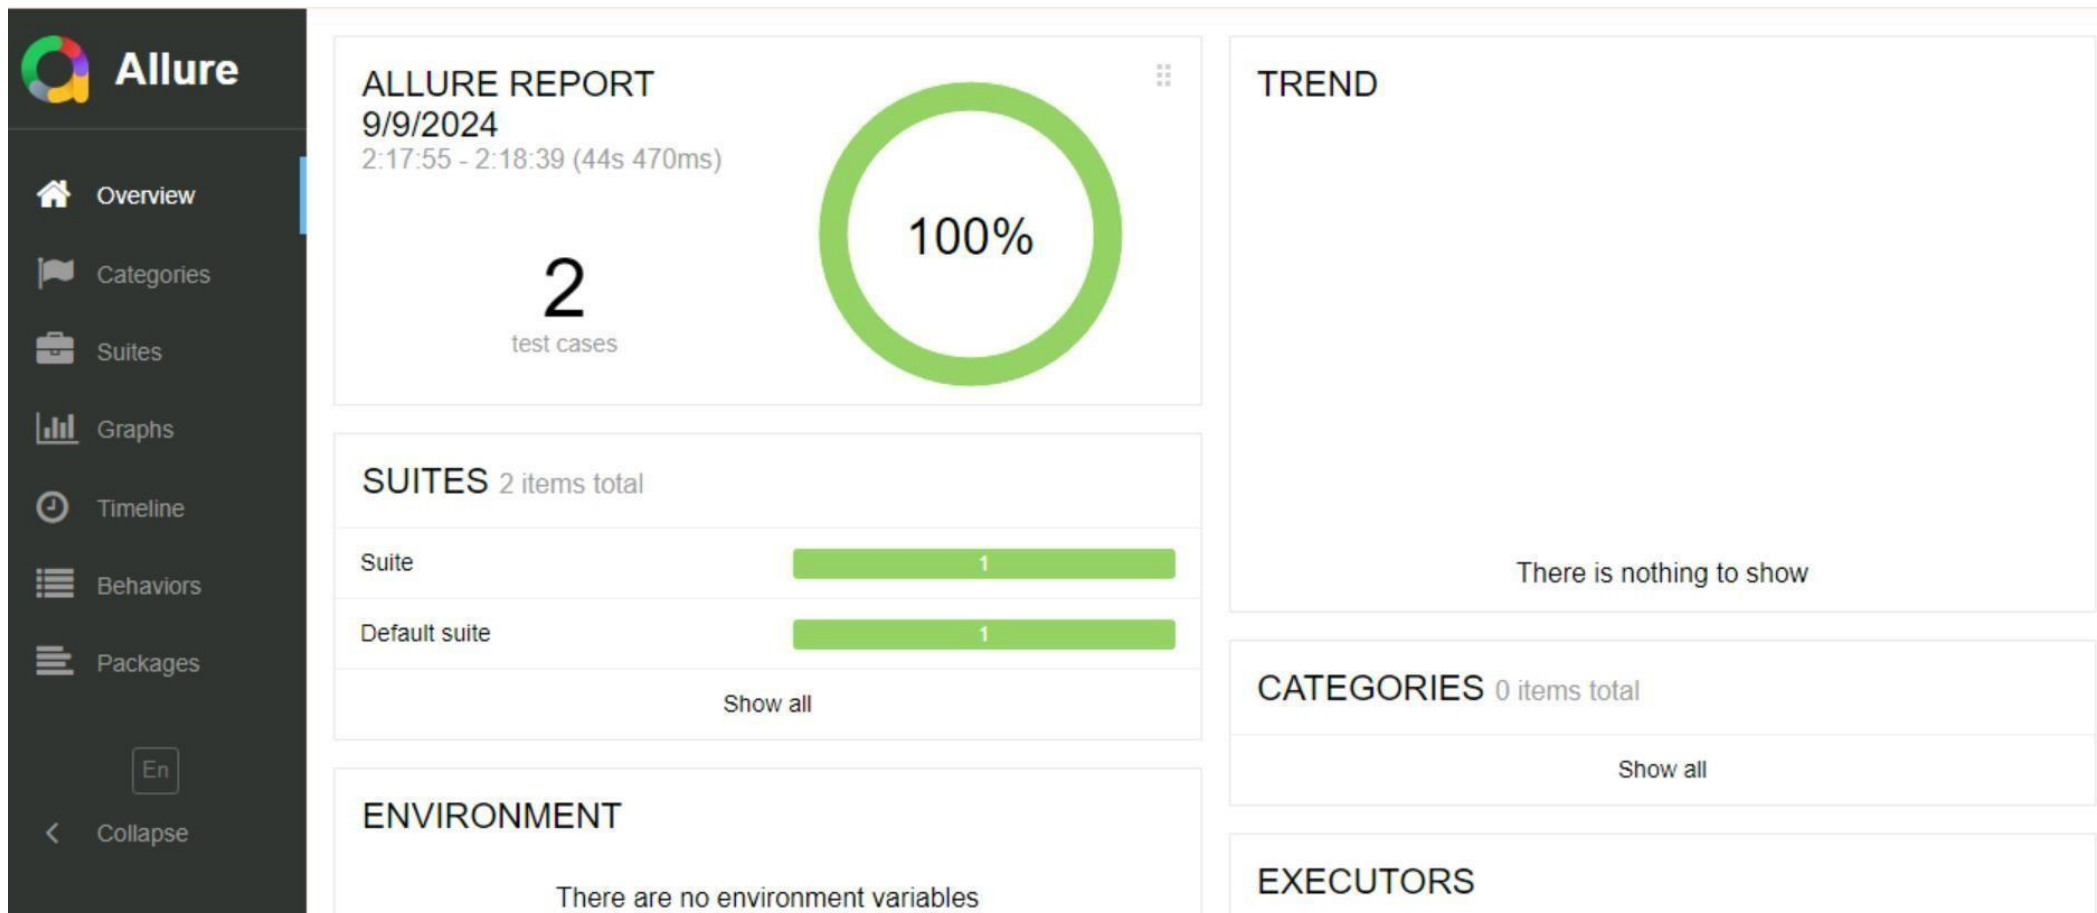 Allure
Overview
Categories
Suites
Graphs
Timeline
Behaviors
Packages
En
Collapse
ALLURE REPORT
9/9/2024
2:17:55 - 2:18:39 (44s 470ms)
2
test cases
100%
SUITES 2 items total
Suite 1
Default suite 1
Show all
ENVIRONMENT
There are no environment variables
TREND
There is nothing to show
CATEGORIES 0 items total
Show all
EXECUTORS